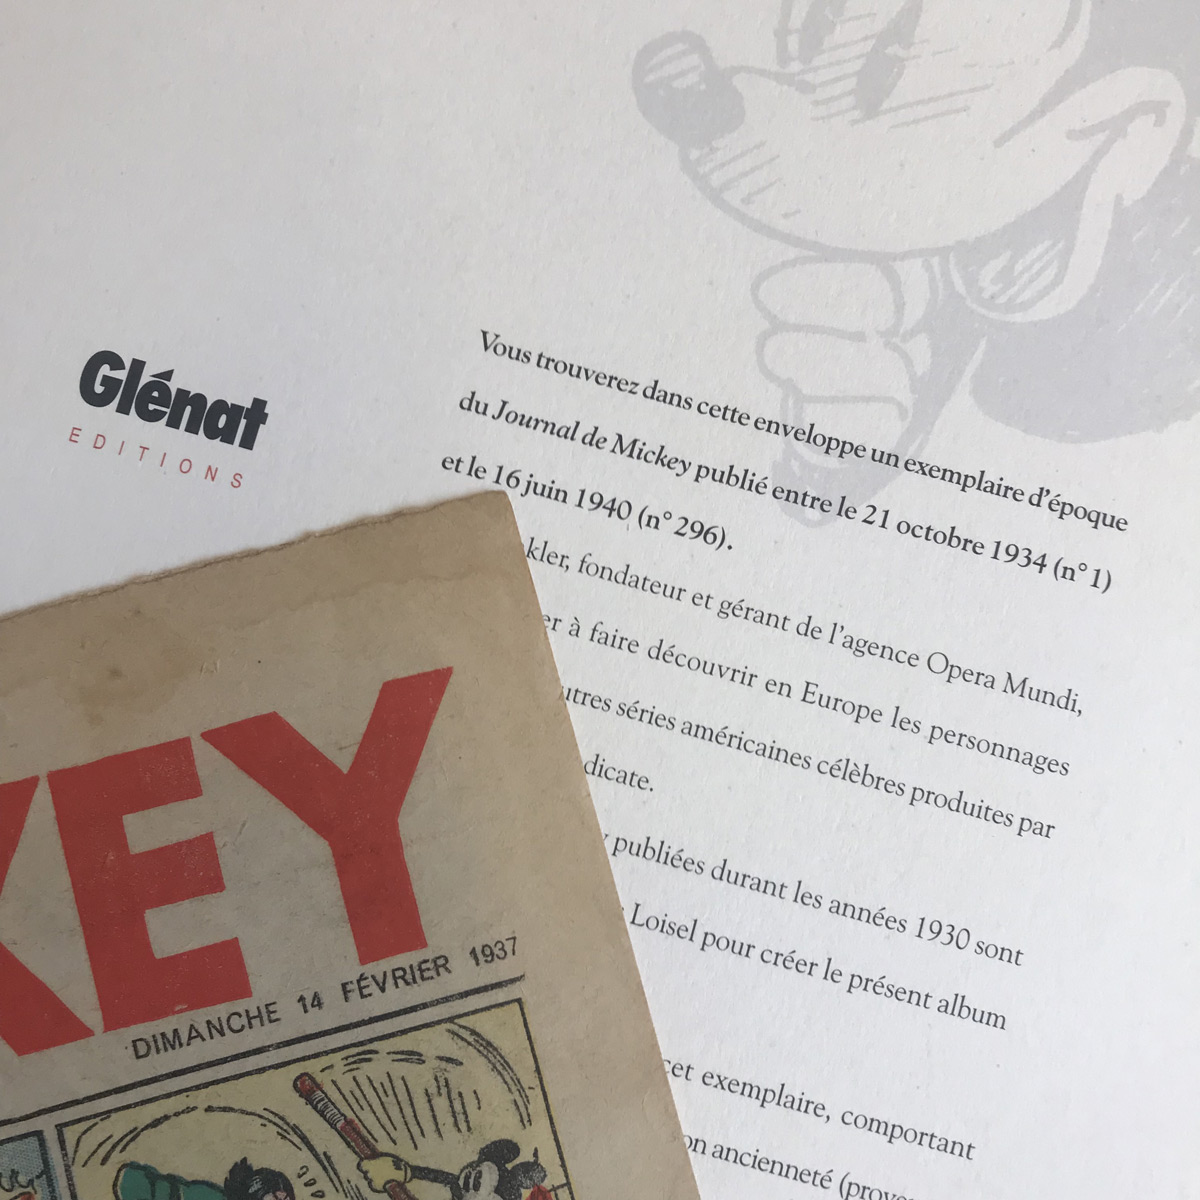 Glénat
EDITIONS
Vous trouverez dans cette enveloppe un exemplaire d'époque
du Journal de Mickey publié entre le 21 octobre 1934 (n° 1)
et le 16 juin 1940 (n° 296).
kler, fondateur et gérant de l'agence Opera Mundi,
er à faire découvrir en Europe les personnages
utres séries américaines célèbres produites par
dicate.
publiées durant les années 1930 sont
Loisel pour créer le présent album
cet exemplaire, comportant
on ancienneté (prove
KEY
DIMANCHE 14 FÉVRIER 1937